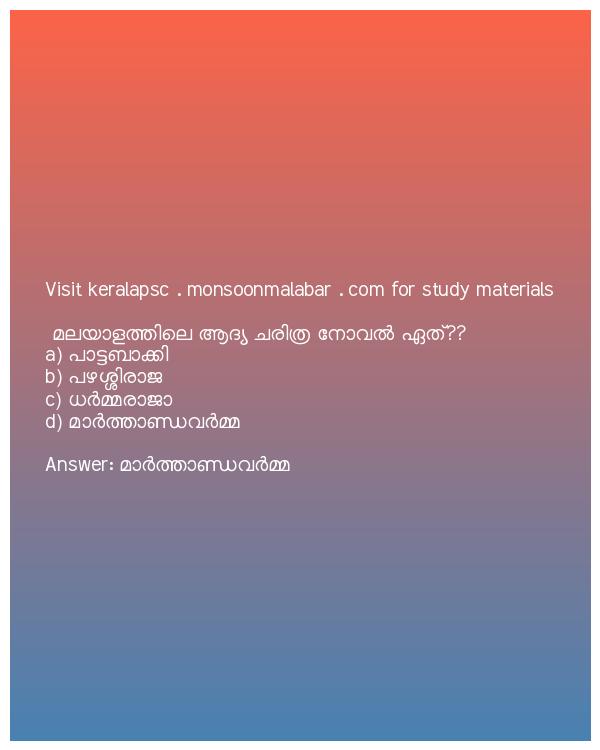 Visit keralapsc . monsoonmalabar . com for study materials
മലയാളത്തിലെ ആദ്യ ചരിത്ര നോവൽ ഏത്??
a) പാട്ടബാക്കി
b) പഴശ്ശിരാജ
c) ധർമ്മരാജാ
d) മാർത്താണ്ഡവർമ്മ
Answer: മാർത്താണ്ഡവർമ്മ